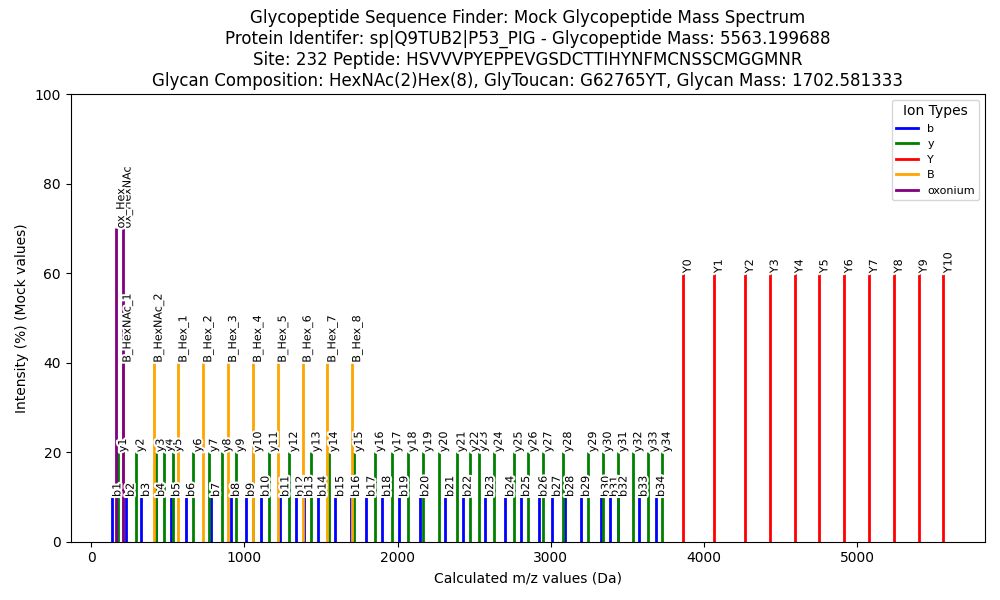 Glycopeptide Sequence Finder: Mock Glycopeptide Mass Spectrum
Protein Identifer: sp|Q9TUB2|P53_PIG - Glycopeptide Mass: 5563.199688
Site: 232 Peptide: HSVVVPYEPPEVGSDCTTIHYNFMCNSSCMGGMNR
Glycan Composition: HexNAc(2)Hex(8), GlyToucan: G62765YT, Glycan Mass: 1702.581333
Intensity (%) (Mock values)
100
80
60
40
20
0
Ion Types
b
y
Y
B
oxonium
ox_Hex
ox_HexNAc
B_HexNAc_1
B_HexNAc_2
B_Hex_1
B_Hex_2
B_Hex_3
B_Hex_4
B_Hex_5
B_Hex_6
B_Hex_7
B_Hex_8
Y0
Y1
Y2
Y3
Y4
Y5
Y6
Y7
Y8
Y9
Y10
y1
y2
y3
y4
y5
y6
y7
y8
y9
y10
y11
y12
y13
y14
y15
y16
y17
y18
y19
y20
y21
y22
y23
y24
y25
y26
y27
y28
y29
y30
y31
y32
y33
y34
b1
b2
b3
b4
b5
b6
b7
b8
b9
b10
b11
b12
b13
b14
b15
b16
b17
b18
b19
b20
b21
b22
b23
b24
b25
b26
b27
b28
b29
b30
b31
b32
b33
b34
0
1000
2000
3000
4000
5000
Calculated m/z values (Da)